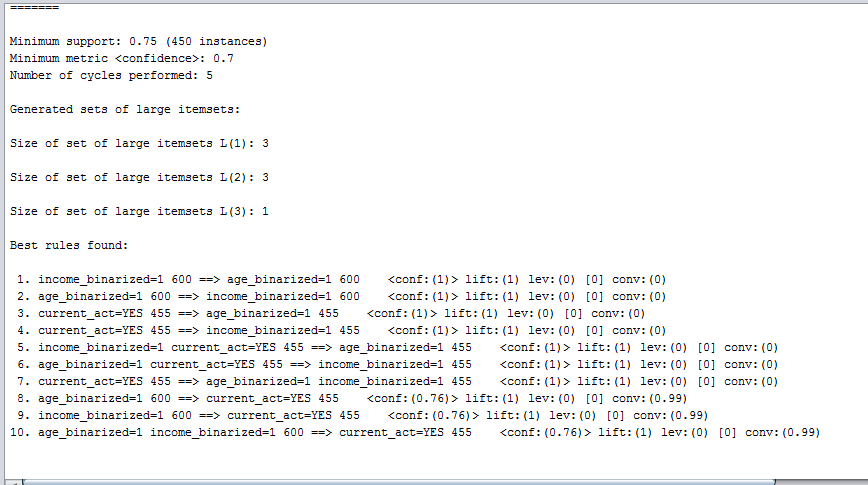 =======
Minimum support: 0.75 (450 instances)
Minimum metric <confidence>: 0.7
Number of cycles performed: 5
Generated sets of large itemsets:
Size of set of large itemsets L(1): 3
Size of set of large itemsets L(2): 3
Size of set of large itemsets L(3): 1
Best rules found:
1. income_binarized=1 600 ==> age_binarized=1 600    <conf:(1)> lift:(1) lev:(0) [0] conv:(0)
2. age_binarized=1 600 ==> income_binarized=1 600    <conf:(1)> lift:(1) lev:(0) [0] conv:(0)
3. current_act=YES 455 ==> age_binarized=1 455    <conf:(1)> lift:(1) lev:(0) [0] conv:(0)
4. current_act=YES 455 ==> income_binarized=1 455    <conf:(1)> lift:(1) lev:(0) [0] conv:(0)
5. income_binarized=1 current_act=YES 455 ==> age_binarized=1 455    <conf:(1)> lift:(1) lev:(0) [0] conv:(0)
6. age_binarized=1 current_act=YES 455 ==> income_binarized=1 455    <conf:(1)> lift:(1) lev:(0) [0] conv:(0)
7. current_act=YES 455 ==> age_binarized=1 income_binarized=1 455    <conf:(1)> lift:(1) lev:(0) [0] conv:(0)
8. age_binarized=1 600 ==> current_act=YES 455    <conf:(0.76)> lift:(1) lev:(0) [0] conv:(0.99)
9. income_binarized=1 600 ==> current_act=YES 455    <conf:(0.76)> lift:(1) lev:(0) [0] conv:(0.99)
10. age_binarized=1 income_binarized=1 600 ==> current_act=YES 455    <conf:(0.76)> lift:(1) lev:(0) [0] conv:(0.99)